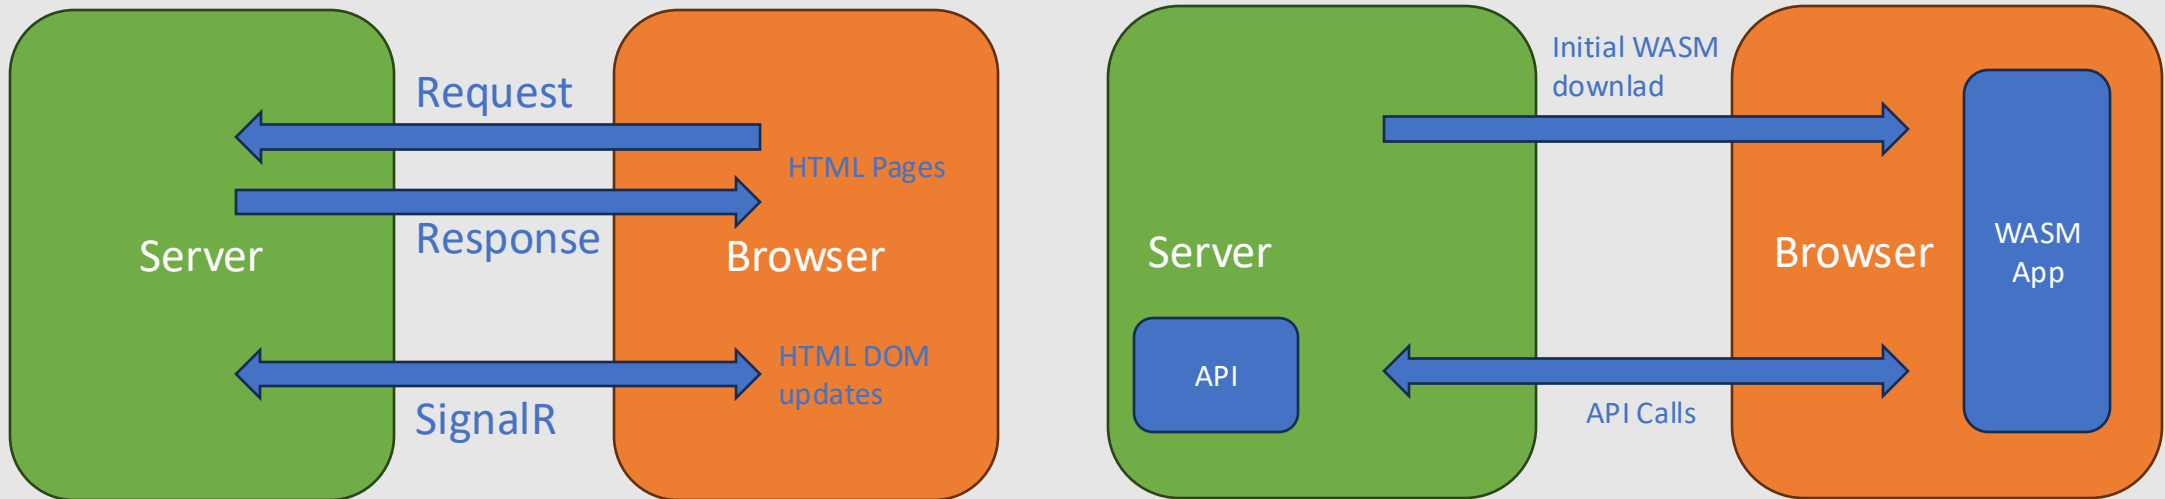 Request
HTML Pages
Response
Server
Browser
HTML DOM
updates
SignalR
Initial WASM
downlad
Server
Browser
WASM
App
API
API Calls